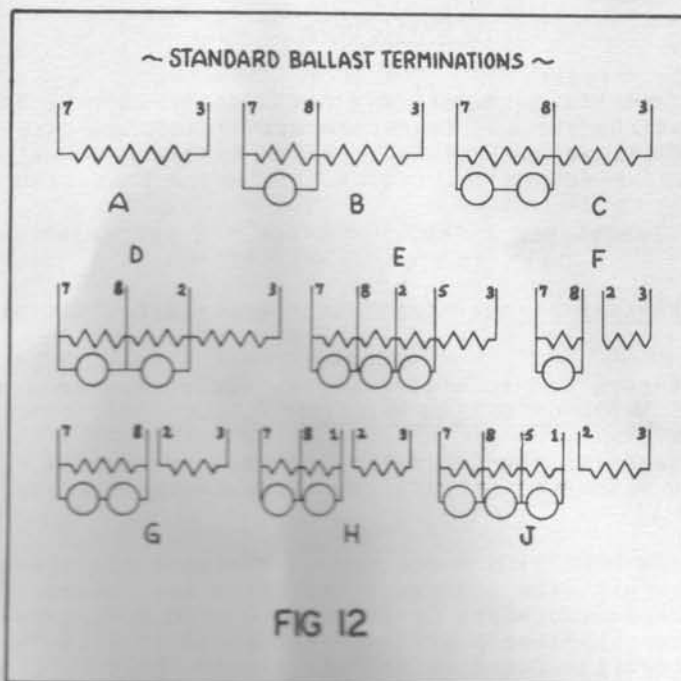 ~ STANDARD BALLAST TERMINATIONS ~
7 3 7 8 3 7 8 3
A B C
D E F
7 8 2 3 7 8 2 5 3 7 8 2 3
7 8 2 3 7 8 1 2 3 7 8 5 1 2 3
G H J
FIG 12